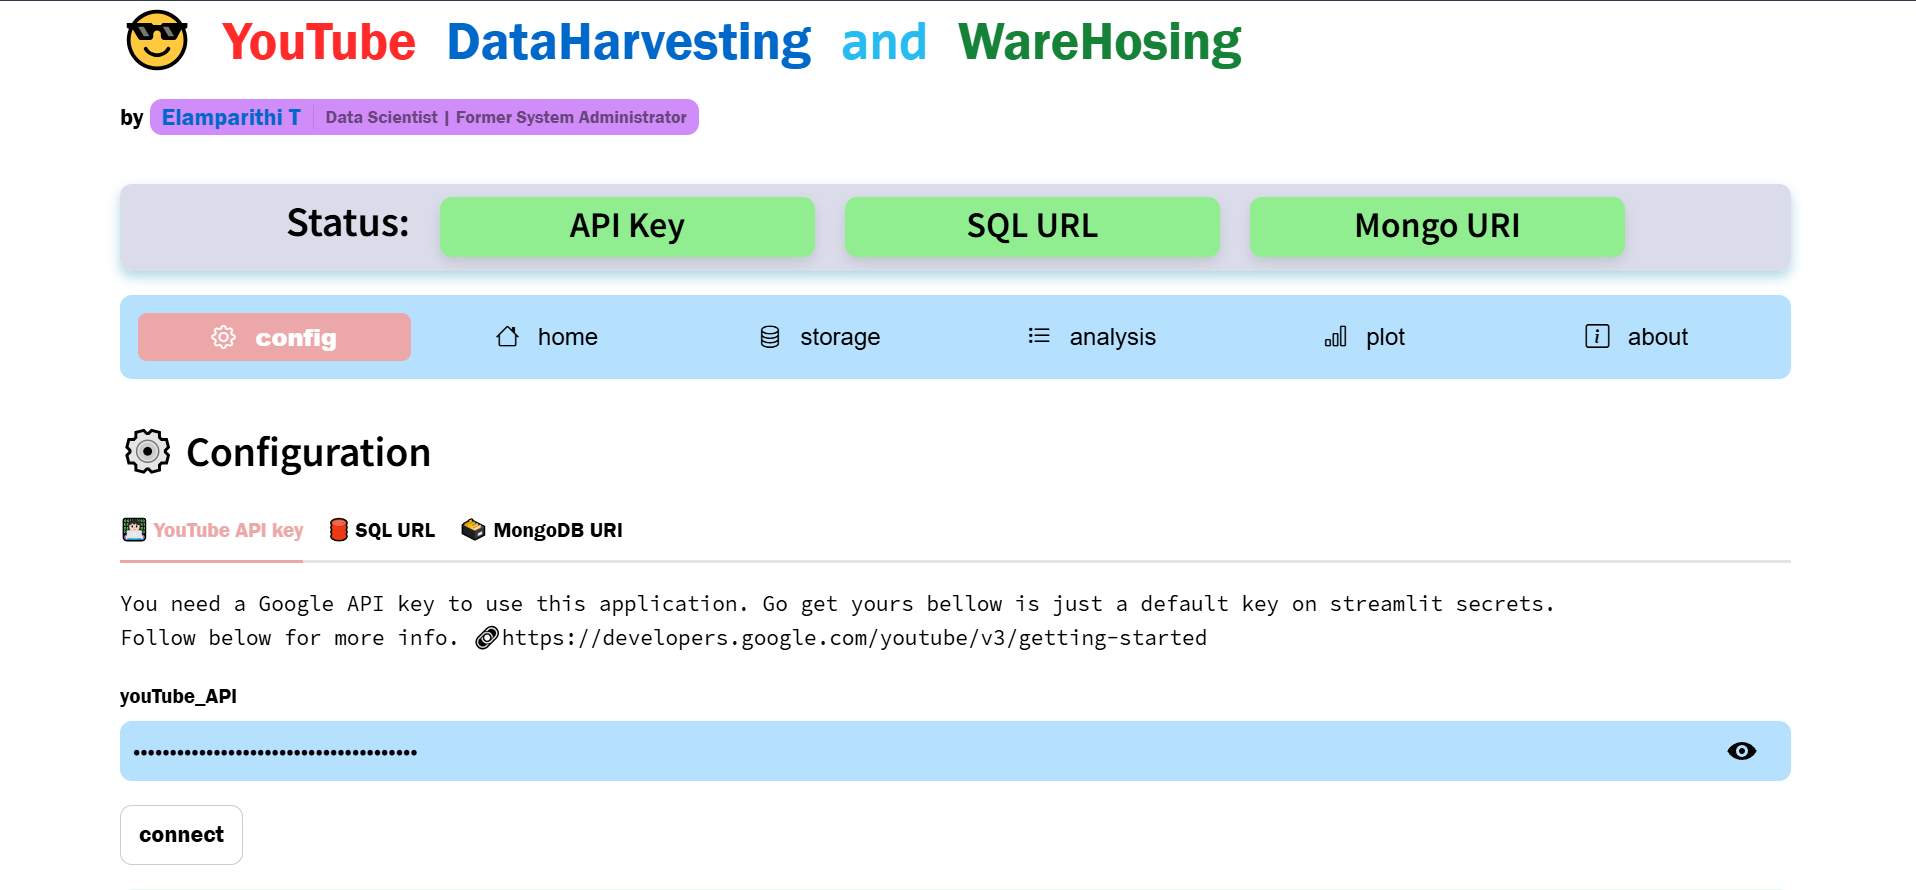 YouTube DataHarvesting and WareHosing
by Elamparithi T Data Scientist | Former System Administrator
Status: API Key SQL URL Mongo URI
config home storage analysis plot about
Configuration
YouTube API key SQL URL MongoDB URI
You need a Google API key to use this application. Go get yours bellow is just a default key on streamlit secrets.
Follow below for more info. https://developers.google.com/youtube/v3/getting-started
youTube_API
•••••••••••••••••••••••••••••••••••••••
connect